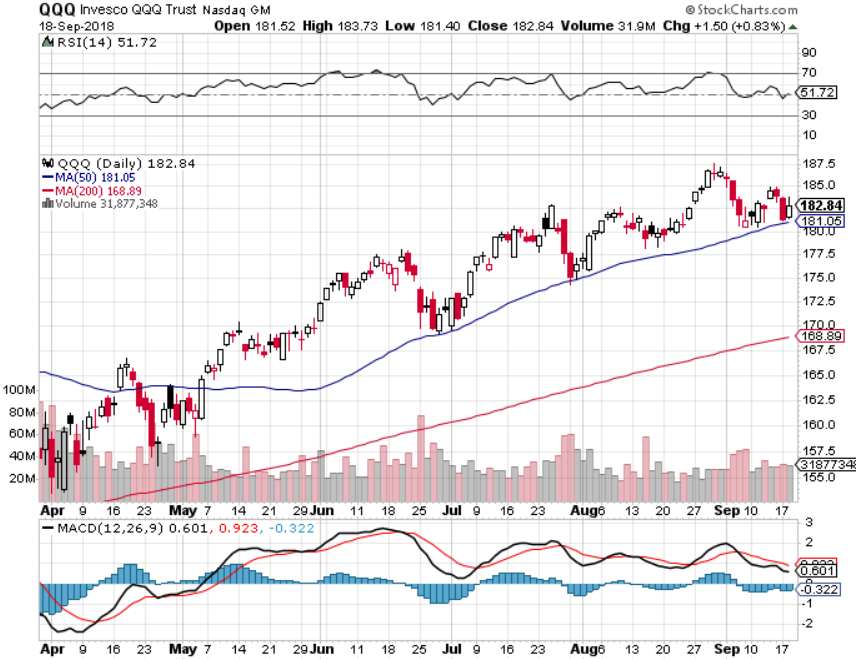 QQQ Invesco QQQ Trust Nasdaq GM © StockCharts.com
18-Sep-2018 Open 181.52 High 183.73 Low 181.40 Close 182.84 Volume 31.9M Chg +1.50 (+0.83%)
RSI(14) 51.72
90
70
51.72
30
10
QQQ (Daily) 182.84
MA(50) 181.05
MA(200) 168.89
Volume 31,877,348
187.5
185.0
182.84
181.05
180.0
177.5
175.0
172.5
170.0
168.89
167.5
165.0
162.5
160.0
157.5
155.0
100M
80M
60M
40M
20M
31877348
Apr 9 16 23 May 7 14 21 29 Jun 11 18 25 Jul 9 16 23 Aug 6 13 20 27 Sep 10 17
MACD(12,26,9) 0.601, 0.923, -0.322
3
2
0.601
-0.322
-1
-2
Apr 9 16 23 May 7 14 21 29 Jun 11 18 25 Jul 9 16 23 Aug 6 13 20 27 Sep 10 17